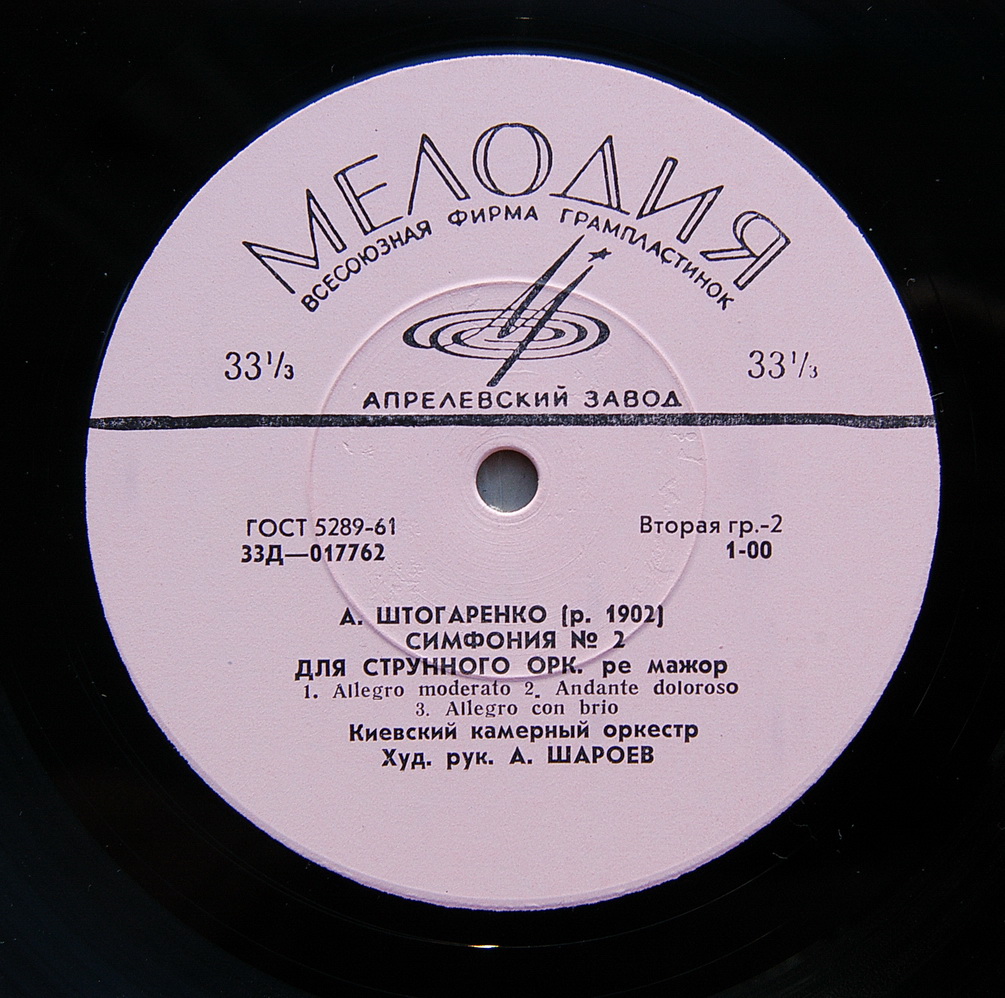 МЕЛОДИЯ
ВСЕСОЮЗНАЯ ФИРМА ГРАМПЛАСТИНОК
33⅓ 33⅓
АПРЕЛЕВСКИЙ ЗАВОД
ГОСТ 5289-61 Вторая гр.-2
33Д—017762 1-00
А. ШТОГАРЕНКО (р. 1902)
СИМФОНИЯ № 2
ДЛЯ СТРУННОГО ОРК. ре мажор
1. Allegro moderato 2. Andante doloroso
3. Allegro con brio
Киевский камерный оркестр
Худ. рук. А. ШАРОЕВ